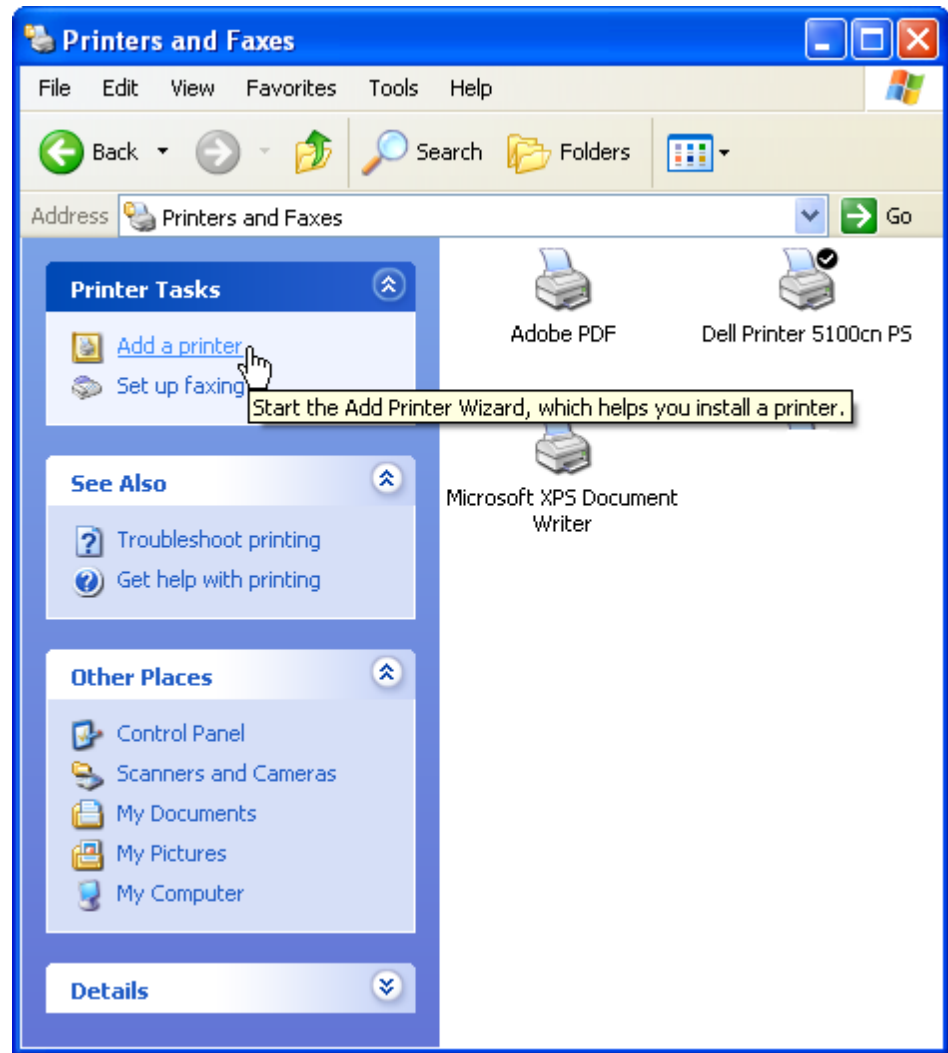 Printers and Faxes
File Edit View Favorites Tools Help
Back Search Folders
Address Printers and Faxes Go
Printer Tasks
Add a printer
Set up faxing
Start the Add Printer Wizard, which helps you install a printer.
See Also
Troubleshoot printing
Get help with printing
Other Places
Control Panel
Scanners and Cameras
My Documents
My Pictures
My Computer
Details
Adobe PDF
Dell Printer 5100cn PS
Microsoft XPS Document
Writer